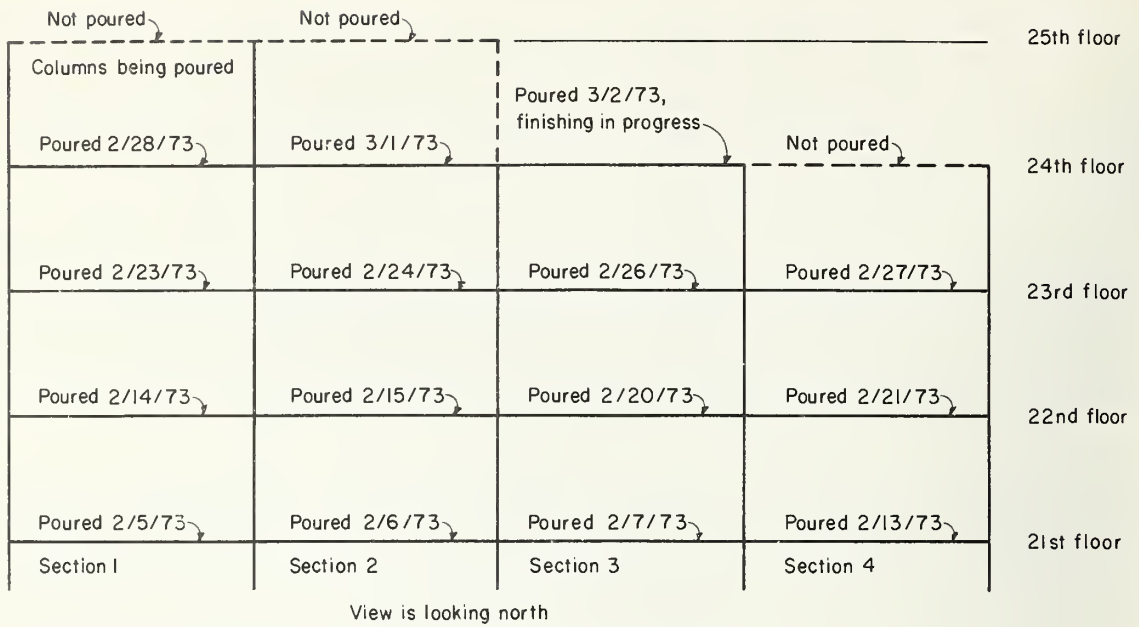 Not poured
Not poured
25th floor
Columns being poured
Poured 3/2/73,
finishing in progress
Poured 2/28/73
Poured 3/1/73
Not poured
24th floor
Poured 2/23/73
Poured 2/24/73
Poured 2/26/73
Poured 2/27/73
23rd floor
Poured 2/14/73
Poured 2/15/73
Poured 2/20/73
Poured 2/21/73
22nd floor
Poured 2/5/73
Poured 2/6/73
Poured 2/7/73
Poured 2/13/73
21st floor
Section 1
Section 2
Section 3
Section 4
View is looking north